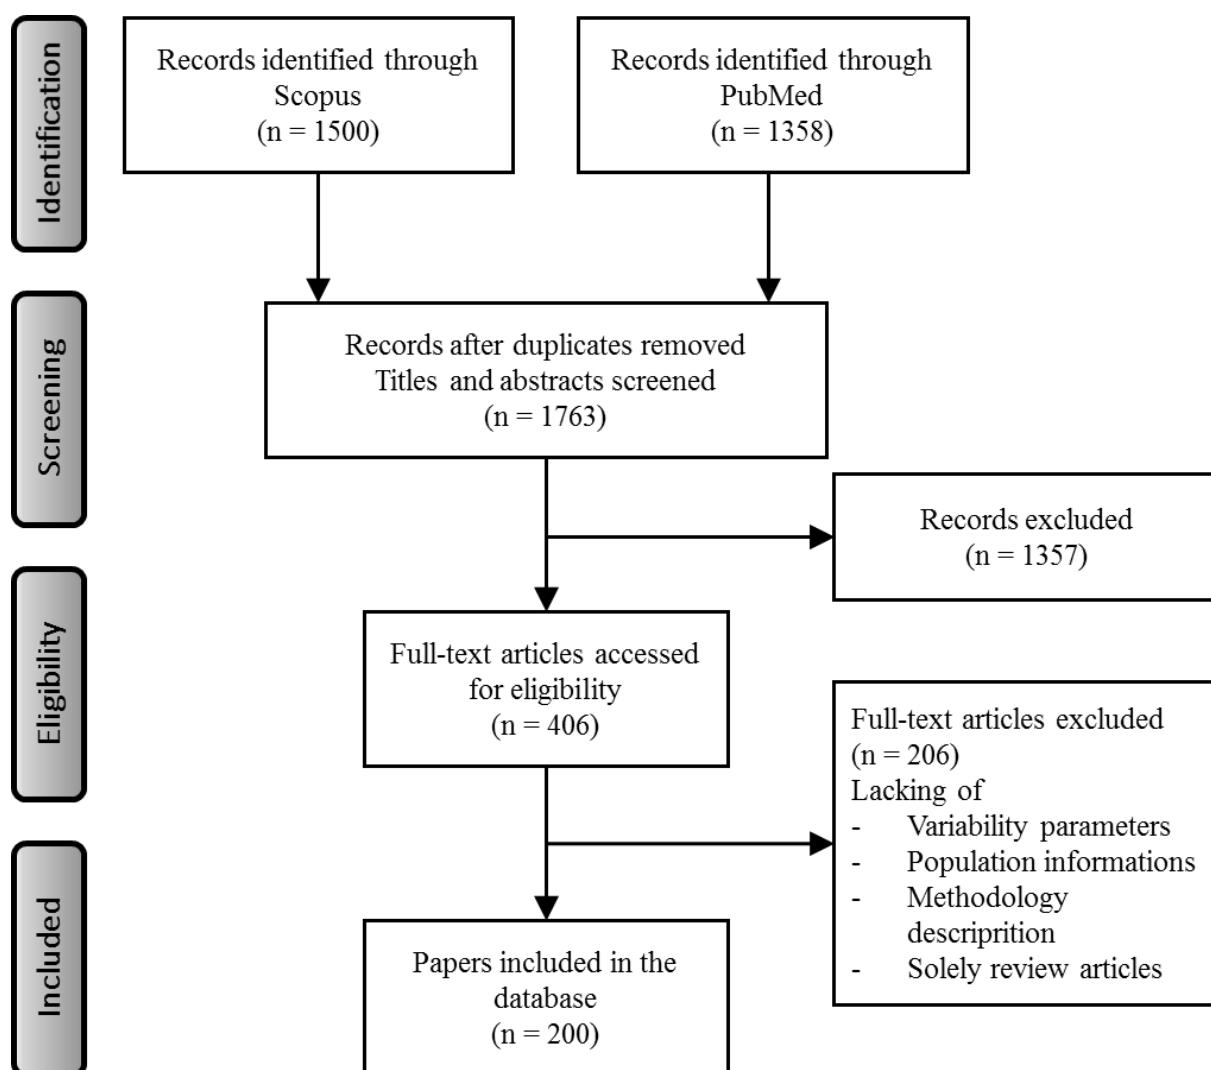 Identification
Records identified through
Scopus
(n = 1500)
Records identified through
PubMed
(n = 1358)
Screening
Records after duplicates removed
Titles and abstracts screened
(n = 1763)
Records excluded
(n = 1357)
Eligibility
Full-text articles accessed
for eligibility
(n = 406)
Full-text articles excluded
(n = 206)
Lacking of
- Variability parameters
- Population informations
- Methodology
descriprition
- Solely review articles
Included
Papers included in the
database
(n = 200)